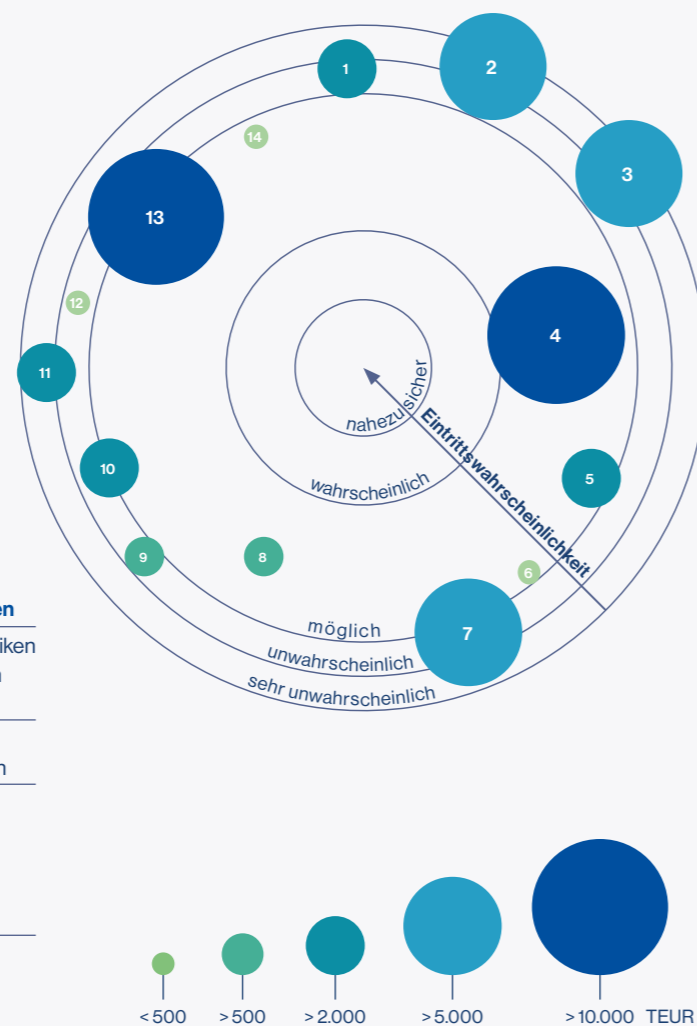 1
2
3
14
13
4
12
11
nahezu sicher
Eintrittswahrscheinlichkeit
wahrscheinlich
10
5
9
8
6
möglich
7
unwahrscheinlich
sehr unwahrscheinlich
<500
>500
>2.000
>5.000
>10.000 TEUR